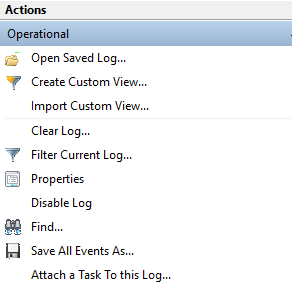 Actions
Operational
Open Saved Log...
Create Custom View...
Import Custom View...
Clear Log...
Filter Current Log...
Properties
Disable Log
Find...
Save All Events As...
Attach a Task To this Log...